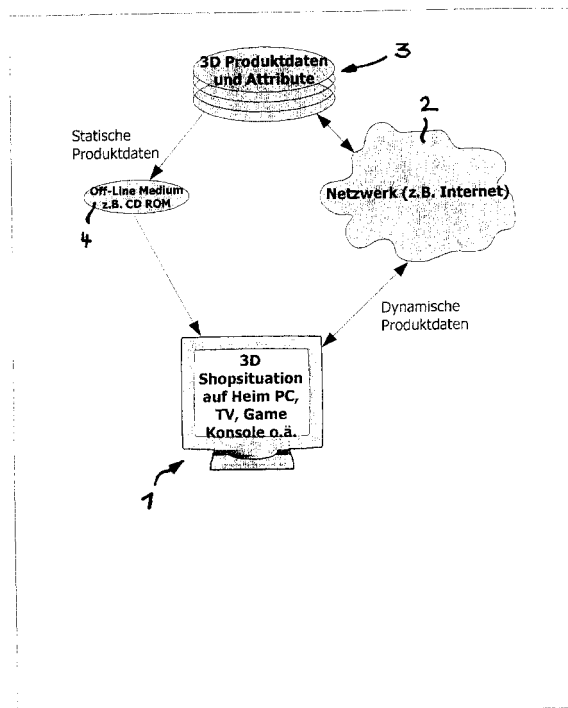 3D Produktdaten
und Attribute
3
2
Statische
Produktdaten
Off-Line Medium
z.B. CD ROM
4
Netzwerk (z.B. Internet)
Dynamische
Produktdaten
3D
Shopsituation
auf Heim PC,
TV, Game
Konsole o.ä.
1